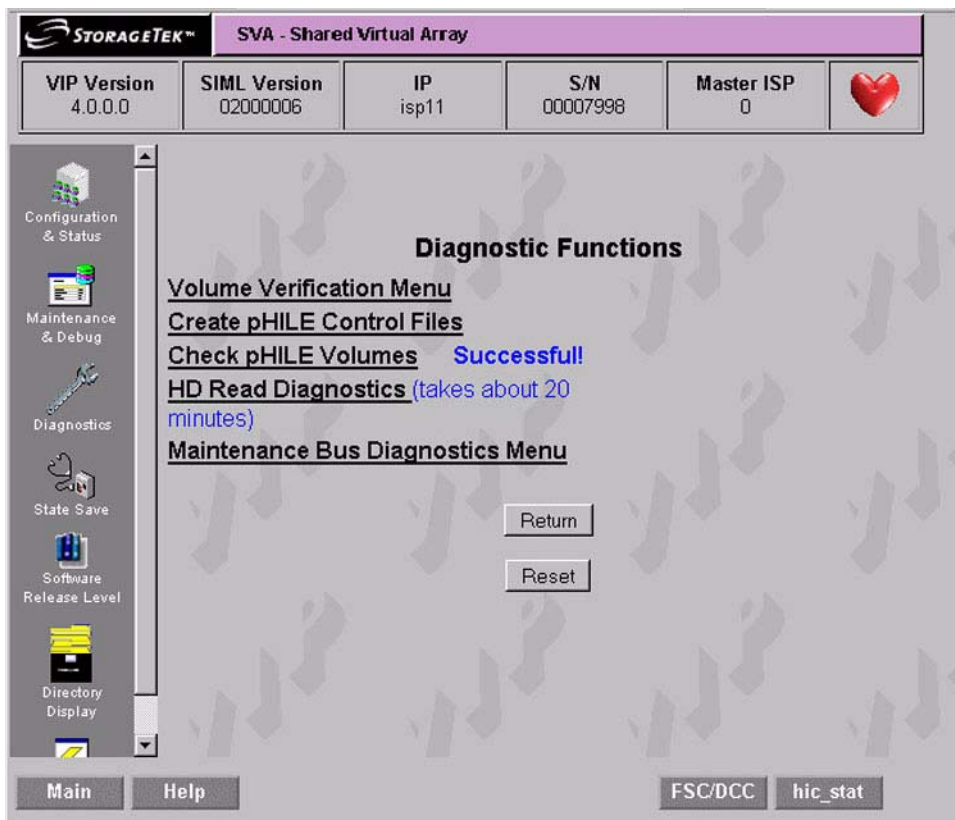 STORAGETEK™ SVA - Shared Virtual Array
VIP Version
4.0.0.0
SIML Version
02000006
IP
isp11
S/N
00007998
Master ISP
0
Configuration
& Status
Maintenance
& Debug
Diagnostics
State Save
Software
Release Level
Directory
Display
Diagnostic Functions
Volume Verification Menu
Create pHILE Control Files
Check pHILE Volumes Successful!
HD Read Diagnostics (takes about 20
minutes)
Maintenance Bus Diagnostics Menu
Return
Reset
Main Help FSC/DCC hic_stat